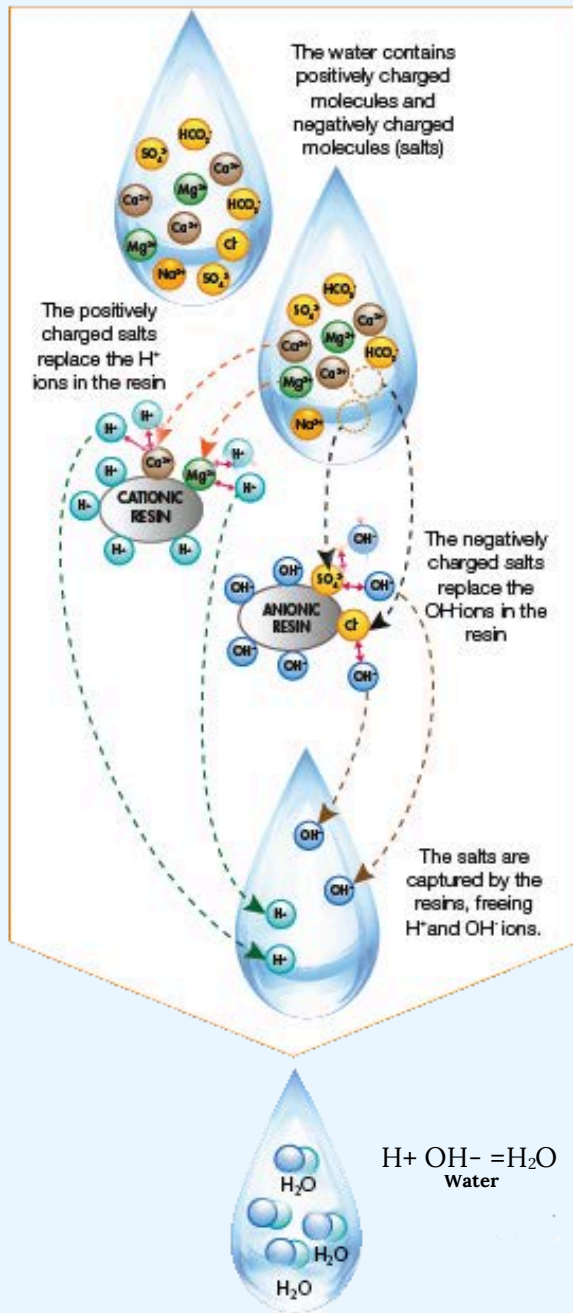 The water contains
positively charged
molecules and
negatively charged
molecules (salts)
HCO₃⁻
SO₄²⁻
Ca²⁺
Mg²⁺
Ca²⁺
HCO₃⁻
Ca²⁺
Mg²⁺
Cl⁻
Na²⁺
SO₄²⁻
The positively
charged salts
replace the H⁺
ions in the resin
HCO₃⁻
SO₄²⁻
Ca²⁺
Ca²⁺
Mg²⁺
HCO₃⁻
Mg²⁺
Ca²⁺
Na²⁺
H⁺
H⁺
H⁺
Ca²⁺
Mg²⁺
H⁺
H⁺
H⁺
CATIONIC
RESIN
H⁺
H⁺
The negatively
charged salts
replace the
OH⁻ions in the
resin
OH⁻
OH⁻
SO₄²⁻
OH⁻
OH⁻
ANIONIC
RESIN
Cl⁻
OH⁻
OH⁻
OH⁻
OH⁻
OH⁻
The salts are
captured by the
resins, freeing
H⁺and OH⁻ ions.
H⁺
H⁺
H+ OH- =H₂O
Water
H₂O
H₂O
H₂O